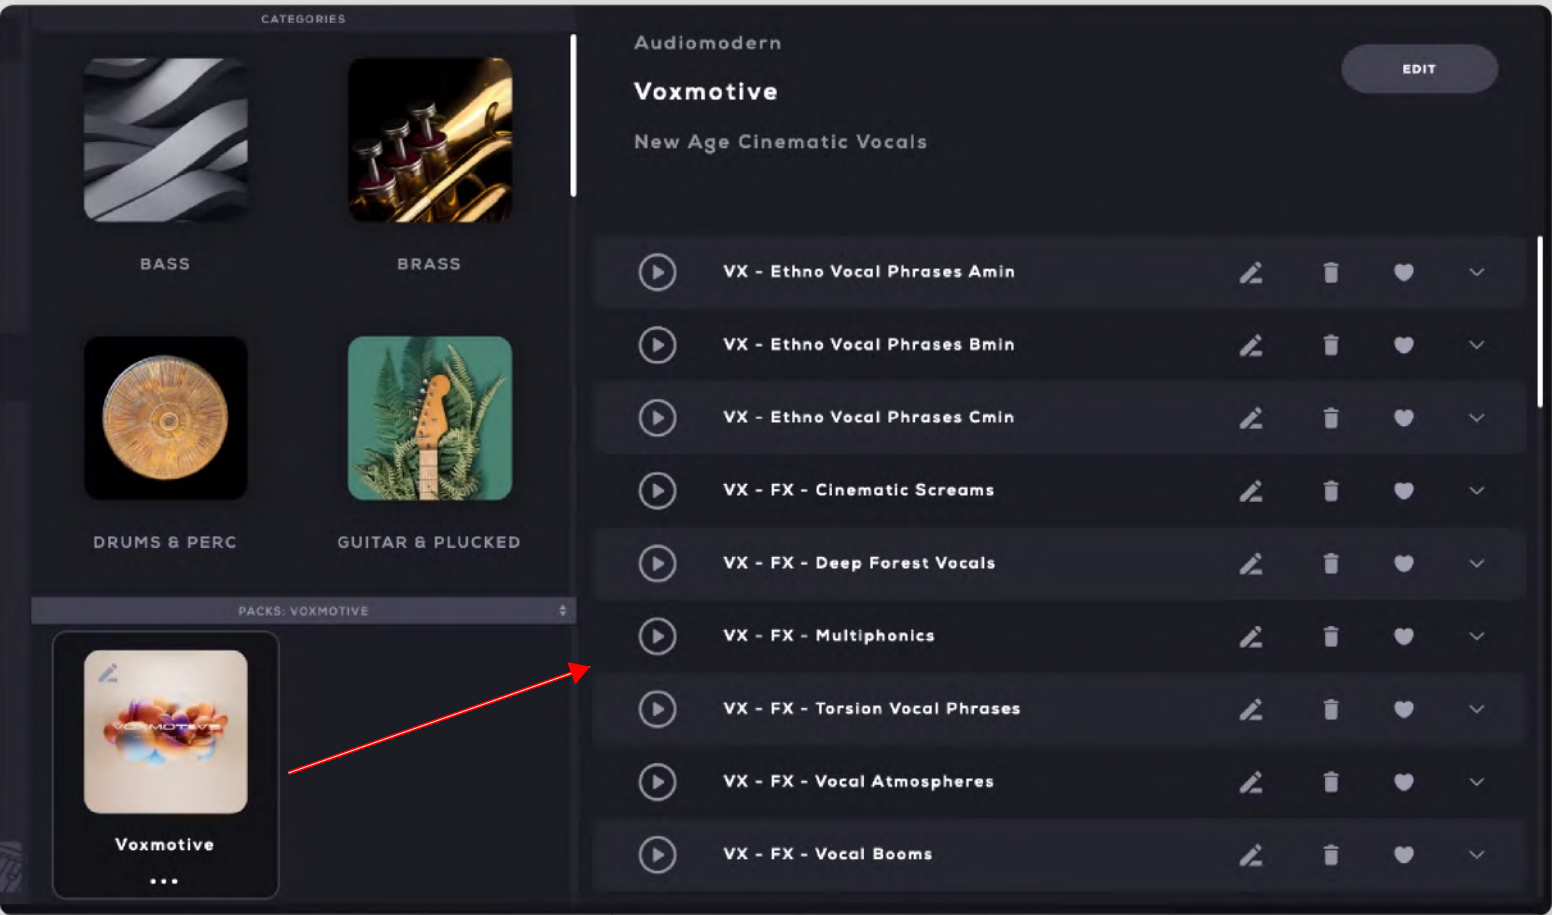 CATEGORIES
BASS
BRASS
DRUMS & PERC
GUITAR & PLUCKED
PACKS: VOXMOTIVE
VOXMOTIVE
Voxmotive
Audiomodern
Voxmotive
New Age Cinematic Vocals
EDIT
VX - Ethno Vocal Phrases Amin
VX - Ethno Vocal Phrases Bmin
VX - Ethno Vocal Phrases Cmin
VX - FX - Cinematic Screams
VX - FX - Deep Forest Vocals
VX - FX - Multiphonics
VX - FX - Torsion Vocal Phrases
VX - FX - Vocal Atmospheres
VX - FX - Vocal Booms